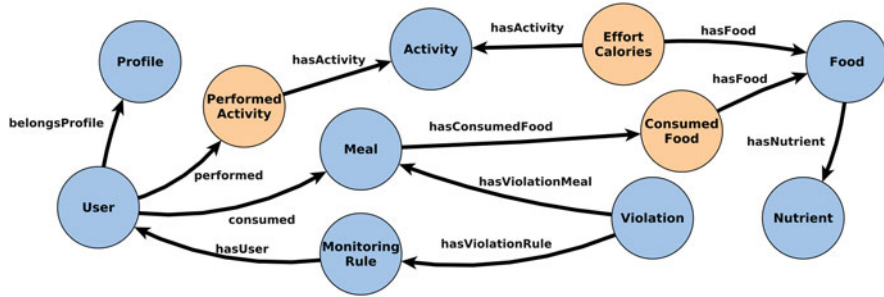 hasActivity
Effort
Calories
hasFood
Profile
hasActivity
Activity
Food
Performed
Activity
hasFood
belongsProfile
hasConsumedFood
Consumed
Food
Meal
hasNutrient
performed
hasViolationMeal
User
consumed
Violation
Nutrient
hasUser
Monitoring
Rule
hasViolationRule